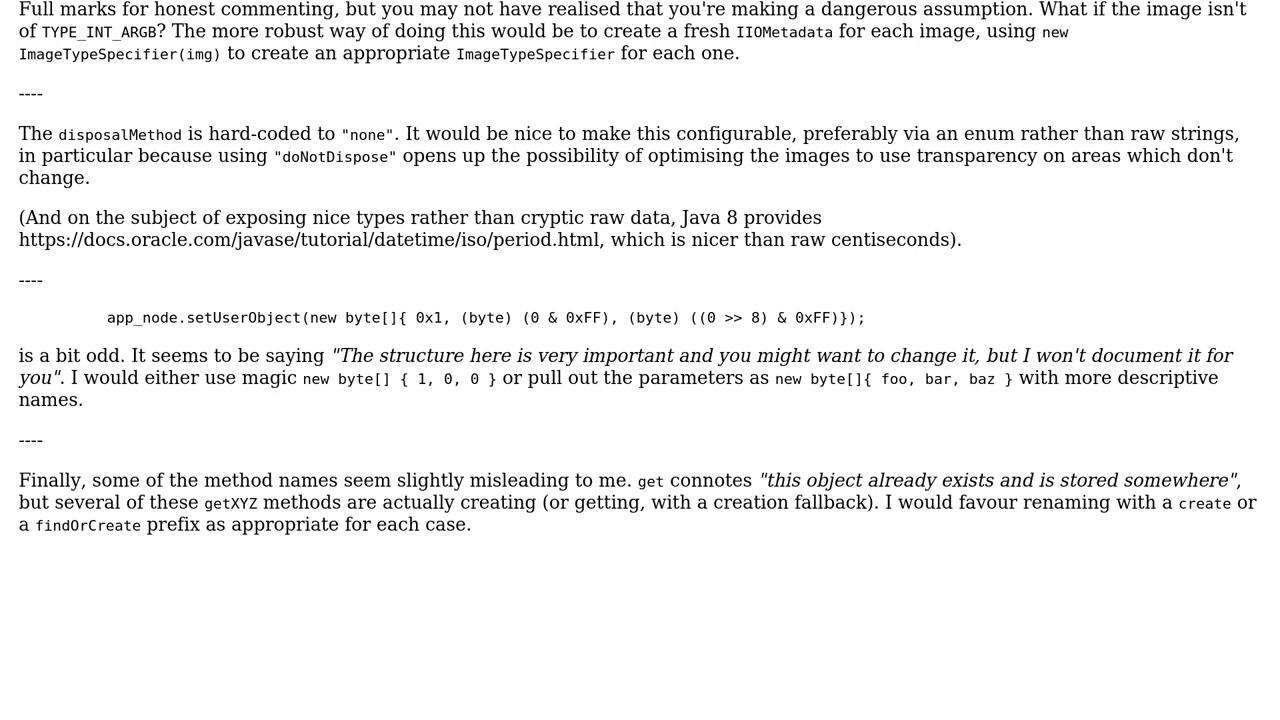 Full marks for honest commenting, but you may not have realised that you're making a dangerous assumption. What if the image isn't
of TYPE_INT_ARGB? The more robust way of doing this would be to create a fresh IIOMetadata for each image, using new
ImageTypeSpecifier(img) to create an appropriate ImageTypeSpecifier for each one.
----
The disposalMethod is hard-coded to "none". It would be nice to make this configurable, preferably via an enum rather than raw strings,
in particular because using "doNotDispose" opens up the possibility of optimising the images to use transparency on areas which don't
change.
(And on the subject of exposing nice types rather than cryptic raw data, Java 8 provides
https://docs.oracle.com/javase/tutorial/datetime/iso/period.html, which is nicer than raw centiseconds).
----
app_node.setUserObject(new byte[]{ 0x1, (byte) (0 & 0xFF), (byte) ((0 >> 8) & 0xFF)});
is a bit odd. It seems to be saying "The structure here is very important and you might want to change it, but I won't document it for
you". I would either use magic new byte[] { 1, 0, 0 } or pull out the parameters as new byte[]{ foo, bar, baz } with more descriptive
names.
----
Finally, some of the method names seem slightly misleading to me. get connotes "this object already exists and is stored somewhere",
but several of these getXYZ methods are actually creating (or getting, with a creation fallback). I would favour renaming with a create or
a findOrCreate prefix as appropriate for each case.